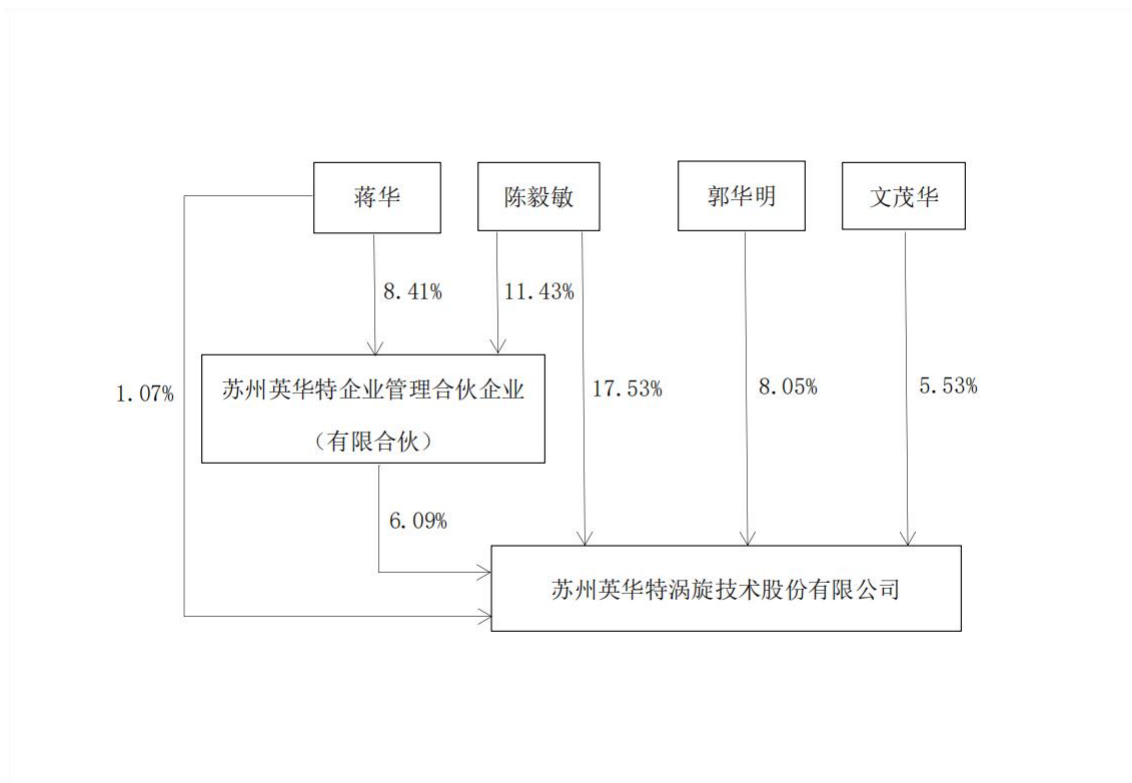 蒋华
陈毅敏
郭华明
文茂华
8.41%
11.43%
1.07%
苏州英华特企业管理合伙企业
（有限合伙）
17.53%
8.05%
5.53%
6.09%
苏州英华特涡旋技术股份有限公司